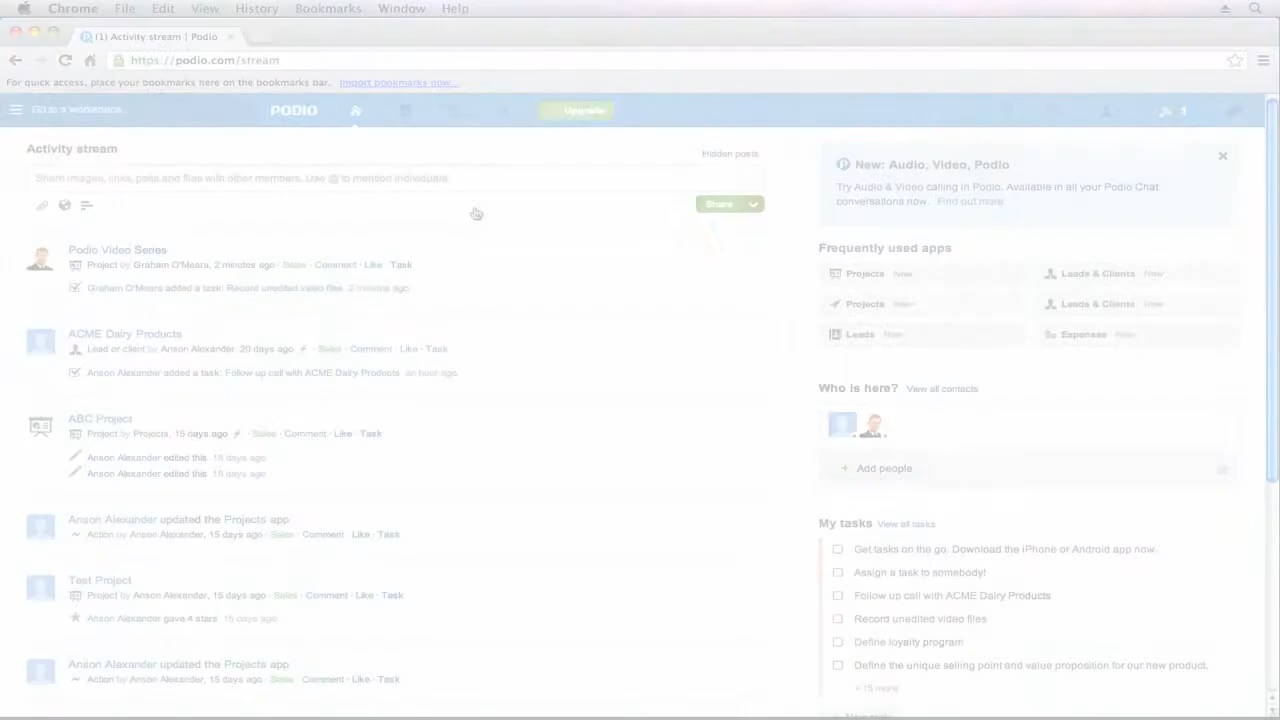 Chrome File Edit View History Bookmarks Window Help
(1) Activity stream | Podio
https://podio.com/stream
For quick access, place your bookmarks here on the bookmarks bar. Import bookmarks now...
Go to a workspace...
PODIO
Upgrade
1
Activity stream
Hidden posts
Share images, links, polls and files with other members. Use @ to mention individuals.
Share
Podio Video Series
Project by Graham O'Meara, 2 minutes ago · Sales · Comment · Like · Task
Graham O'Meara added a task: Record unedited video files 2 minutes ago
ACME Dairy Products
Lead or client by Anson Alexander, 20 days ago · Sales · Comment · Like · Task
Anson Alexander added a task: Follow up call with ACME Dairy Products an hour ago
ABC Project
Project by Projects, 15 days ago · Sales · Comment · Like · Task
Anson Alexander edited this 15 days ago
Anson Alexander edited this 15 days ago
Anson Alexander updated the Projects app
Action by Anson Alexander, 15 days ago · Sales · Comment · Like · Task
Test Project
Project by Anson Alexander, 15 days ago · Sales · Comment · Like · Task
Anson Alexander gave 4 stars 15 days ago
Anson Alexander updated the Projects app
Action by Anson Alexander, 15 days ago · Sales · Comment · Like · Task
New: Audio, Video, Podio
Try Audio & Video calling in Podio. Available in all your Podio Chat
conversations now. Find out more
Frequently used apps
Projects New Leads & Clients New
Projects New Leads & Clients New
Leads New Expenses New
Who is here? View all contacts
+ Add people
My tasks View all tasks
Get tasks on the go. Download the iPhone or Android app now.
Assign a task to somebody!
Follow up call with ACME Dairy Products
Record unedited video files
Define loyalty program
Define the unique selling point and value proposition for our new product.
+ 15 more